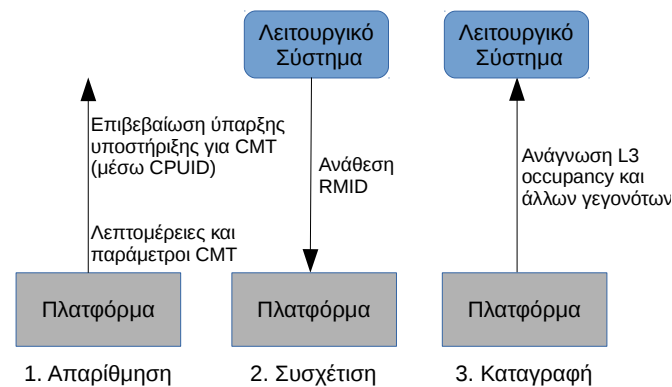 Λειτουργικό
Σύστημα
Λειτουργικό
Σύστημα
Επιβεβαίωση ύπαρξης
υποστήριξης για CMT
(μέσω CPUID)
Λεπτομέρειες και
παράμετροι CMT
Ανάθεση
RMID
Ανάγνωση L3
occupancy και
άλλων γεγονότων
Πλατφόρμα
Πλατφόρμα
Πλατφόρμα
1. Απαρίθμηση
2. Συσχέτιση
3. Καταγραφή